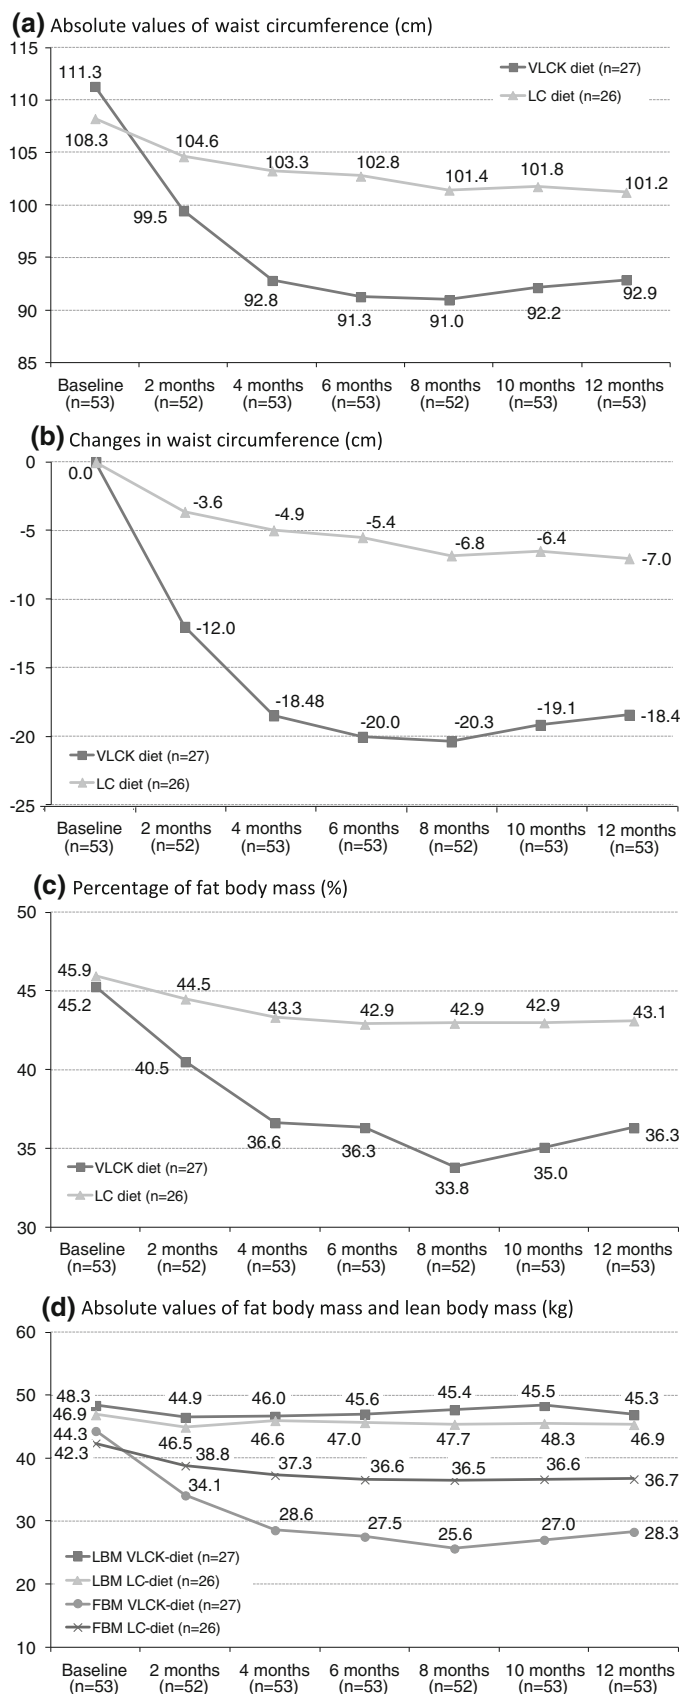 (a) Absolute values of waist circumference (cm)
115
110
105
100
95
90
85
VLCK diet (n=27)
LC diet (n=26)
111.3
108.3
104.6
103.3
102.8
101.4
101.8
101.2
99.5
92.8
91.3
91.0
92.2
92.9
Baseline 2 months 4 months 6 months 8 months 10 months 12 months
(n=53) (n=52) (n=53) (n=53) (n=52) (n=53) (n=53)
(b) Changes in waist circumference (cm)
0
-5
-10
-15
-20
-25
0.0
-3.6
-4.9
-5.4
-6.8
-6.4
-7.0
-12.0
-18.48
-20.0
-20.3
-19.1
-18.4
VLCK diet (n=27)
LC diet (n=26)
Baseline 2 months 4 months 6 months 8 months 10 months 12 months
(n=53) (n=52) (n=53) (n=53) (n=52) (n=53) (n=53)
(c) Percentage of fat body mass (%)
50
45
40
35
30
45.9
45.2
44.5
43.3
42.9
42.9
42.9
43.1
40.5
36.6
36.3
33.8
35.0
36.3
VLCK diet (n=27)
LC diet (n=26)
Baseline 2 months 4 months 6 months 8 months 10 months 12 months
(n=53) (n=52) (n=53) (n=53) (n=52) (n=53) (n=53)
(d) Absolute values of fat body mass and lean body mass (kg)
60
50
40
30
20
10
48.3 44.9 46.0 45.6 45.4 45.5 45.3
46.9 46.5 46.6 47.0 47.7 48.3 46.9
44.3
42.3 38.8 37.3 36.6 36.5 36.6 36.7
34.1 28.6 27.5 25.6 27.0 28.3
LBM VLCK-diet (n=27)
LBM LC-diet (n=26)
FBM VLCK-diet (n=27)
FBM LC-diet (n=26)
Baseline 2 months 4 months 6 months 8 months 10 months 12 months
(n=53) (n=52) (n=53) (n=53) (n=52) (n=53) (n=53)